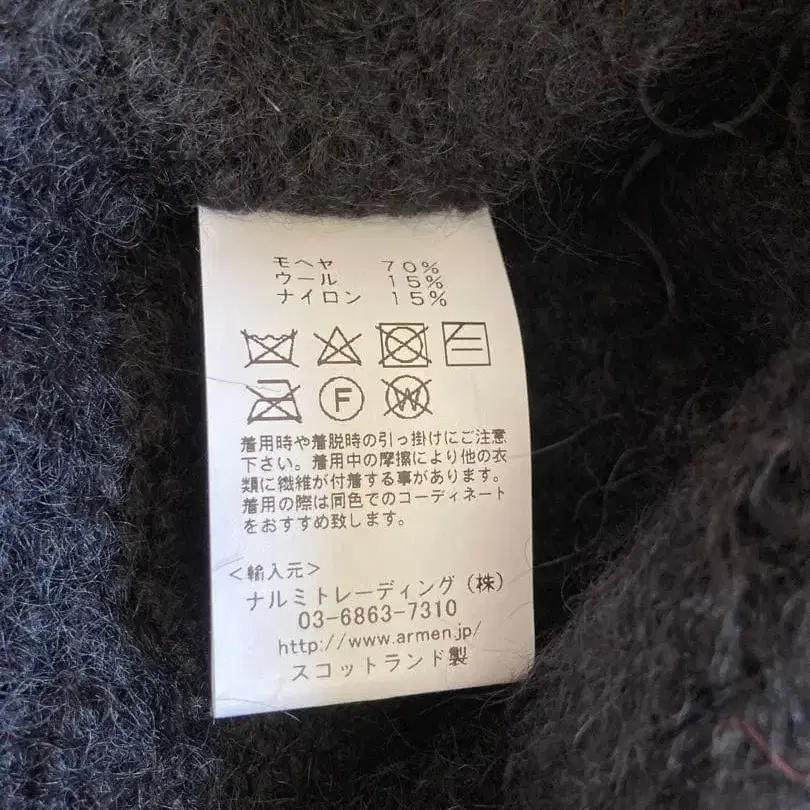 モヘヤ 70%
ウール 15%
ナイロン 15%
F W
着用時や着脱時の引っ掛けにご注意
下さい。着用中の摩擦により他の衣
類に繊維が付着する事があります。
着用の際は同色でのコーディネート
をおすすめ致します。
<輸入元>
ナルミトレーディング(株)
03-6863-7310
http://www.armen.jp/
スコットランド製